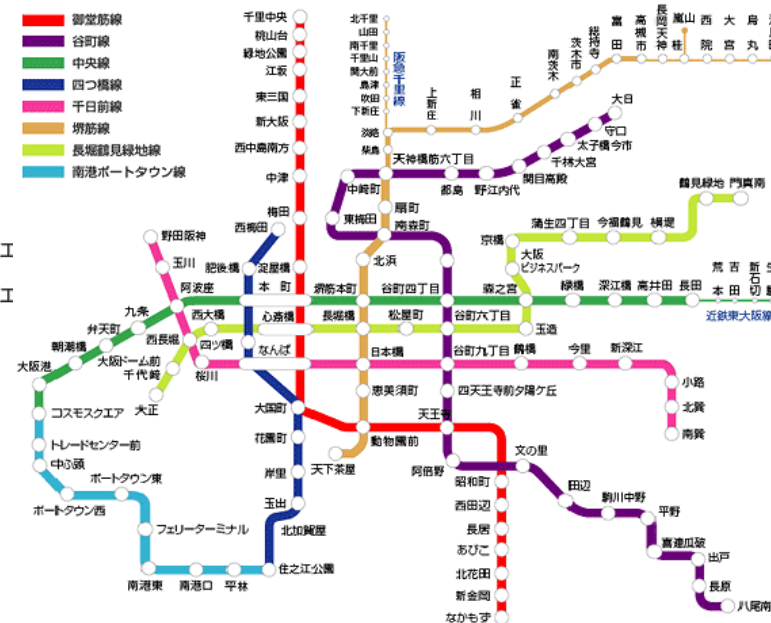 御堂筋線
谷町線
中央線
四つ橋線
千日前線
堺筋線
長堀鶴見緑地線
南港ポートタウン線
千里中央
桃山台
緑地公園
江坂
東三国
新大阪
西中島南方
中津
梅田
西梅田
北千里
山田
南千里
千里山
関大前
島津
吹田
下新庄
淡路
柴島
阪急千里線
上新庄
相川
正雀
南茨木
茨木市
総持寺
富田
高槻市
長岡天神
嵐山
桂
西院
大宮
烏丸
大日
守口
太子橋今市
千林大宮
関目高殿
野江内代
都島
天神橋筋六丁目
中崎町
東梅田
扇町
南森町
北浜
鶴見緑地
門真南
蒲生四丁目
今福鶴見
横堤
京橋
大阪
ビジネスパーク
野田阪神
玉川
阿波座
九条
弁天町
朝潮橋
大阪港
肥後橋
淀屋橋
本町
堺筋本町
谷町四丁目
森之宮
緑橋
深江橋
高井田
長田
荒本
吉田
新石切
近鉄東大阪線
西大橋
西長堀
四ツ橋
心斎橋
長堀橋
松屋町
谷町六丁目
玉造
大阪ドーム前
千代崎
大正
桜川
なんば
日本橋
谷町九丁目
鶴橋
今里
新深江
小路
北巽
南巽
コスモスクエア
トレードセンター前
中ふ頭
ポートタウン東
ポートタウン西
フェリーターミナル
南港東
南港口
平林
住之江公園
大国町
花園町
岸里
玉出
北加賀屋
恵美須町
動物園前
天下茶屋
四天王寺前夕陽ケ丘
天王寺
阿倍野
文の里
田辺
駒川中野
平野
喜連瓜破
出戸
長原
八尾南
昭和町
西田辺
長居
あびこ
北花田
新金岡
なかもず